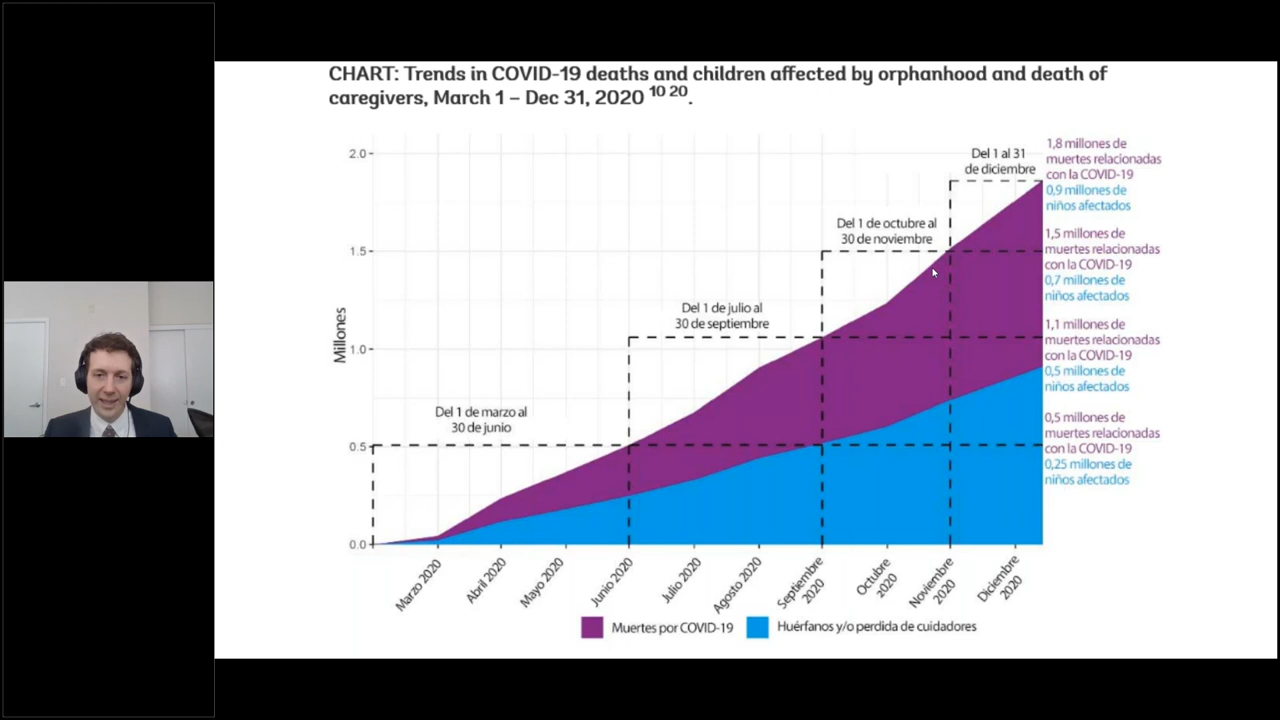 CHART: Trends in COVID-19 deaths and children affected by orphanhood and death of
caregivers, March 1 – Dec 31, 2020 10 20.
Millones
2.0
1.5
1.0
0.5
0.0
Del 1 de marzo al
30 de junio
Del 1 de julio al
30 de septiembre
Del 1 de octubre al
30 de noviembre
Del 1 al 31
de diciembre
1,8 millones de
muertes relacionadas
con la COVID-19
0,9 millones de
niños afectados
1,5 millones de
muertes relacionadas
con la COVID-19
0,7 millones de
niños afectados
1,1 millones de
muertes relacionadas
con la COVID-19
0,5 millones de
niños afectados
0,5 millones de
muertes relacionadas
con la COVID-19
0,25 millones de
niños afectados
Marzo 2020
Abril 2020
Mayo 2020
Junio 2020
Julio 2020
Agosto 2020
Septiembre
2020
Octubre
2020
Noviembre
2020
Diciembre
2020
Muertes por COVID-19
Huérfanos y/o perdida de cuidadores